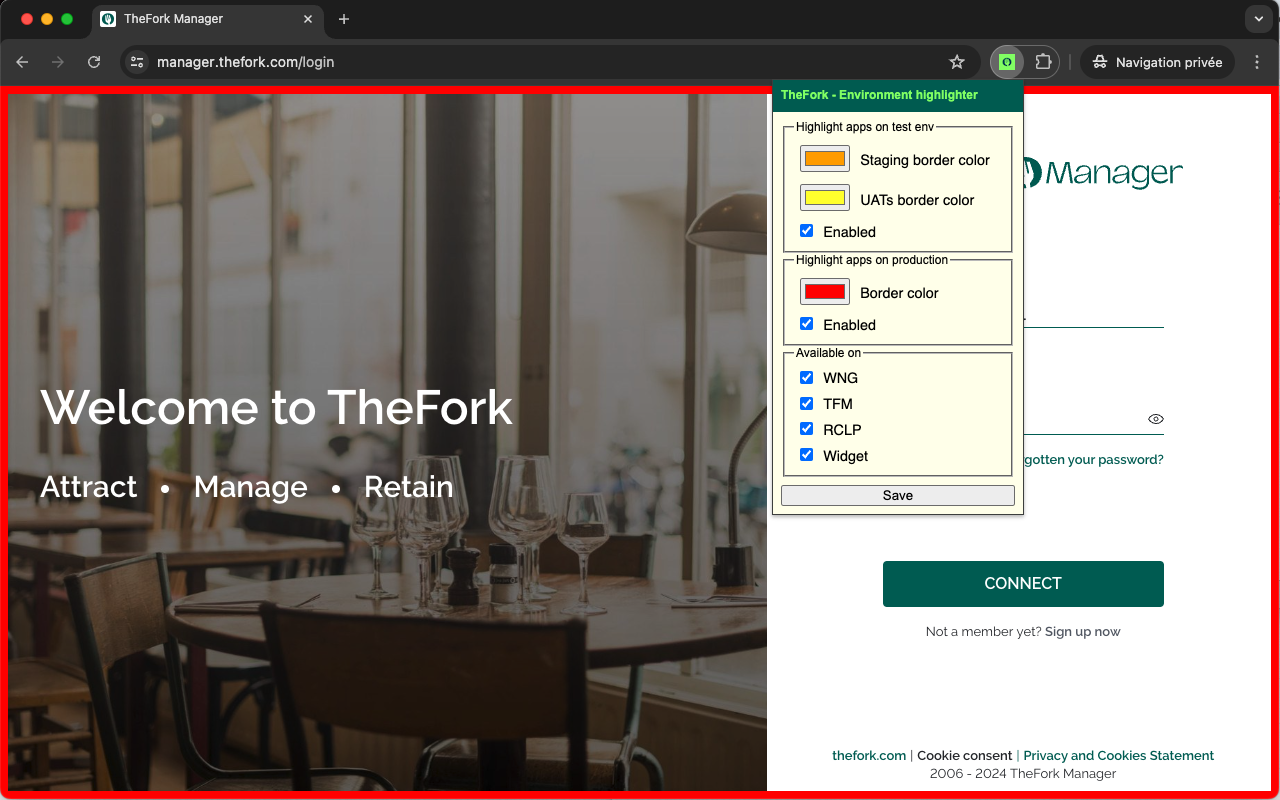 TheFork Manager
manager.thefork.com/login
Navigation privée
TheFork - Environment highlighter
Highlight apps on test env
Staging border color
UATs border color
Enabled
Highlight apps on production
Border color
Enabled
Available on
WNG
TFM
RCLP
Widget
Save
Manager
Welcome to TheFork
Attract • Manage • Retain
gotten your password?
CONNECT
Not a member yet? Sign up now
thefork.com | Cookie consent | Privacy and Cookies Statement
2006 - 2024 TheFork Manager